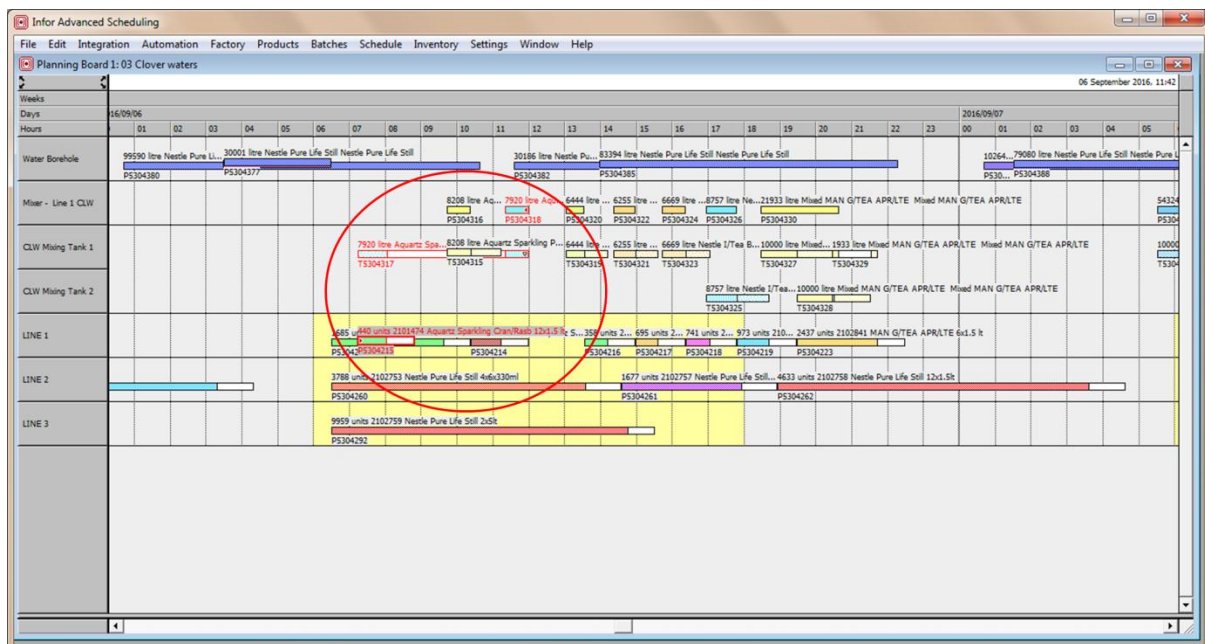 Infor Advanced Scheduling
File Edit Integration Automation Factory Products Batches Schedule Inventory Settings Window Help
Planning Board 1: 03 Clover waters
06 September 2016, 11:42
Weeks
Days 16/09/06 2016/09/07
Hours 01 02 03 04 05 06 07 08 09 10 11 12 13 14 15 16 17 18 19 20 21 22 23 00 01 02 03 04 05
Water Borehole
99590 litre Nestle Pure Li... 30001 litre Nestle Pure Life Still Nestle Pure Life Still 30186 litre Nestle Pu... 83394 litre Nestle Pure Life Still Nestle Pure Life Still 10264... 79080 litre Nestle Pure Life Still Nestle Pure L
PS304380 PS304377 PS304382 PS304385 PS30... PS304388
Mixer - Line 1 CLW
8208 litre Aq... 7920 litre Aqu... 6444 litre ... 6255 litre ... 6669 litre ... 8757 litre Ne... 21933 litre Mixed MAN G/TEA APR/LTE Mixed MAN G/TEA APR/LTE 54324
PS304316 PS304318 PS304320 PS304322 PS304324 PS304326 PS304330 PS304
CLW Mixing Tank 1
7920 litre Aquartz Spa... 8208 litre Aquartz Sparkling P... 6444 litre ... 6255 litre ... 6669 litre Nestle I/Tea B... 10000 litre Mixed... 1933 litre Mixed MAN G/TEA APR/LTE Mixed MAN G/TEA APR/LTE 10000
TS304317 TS304315 TS304319 TS304321 TS304323 TS304327 TS304329 TS304
CLW Mixing Tank 2
8757 litre Nestle I/Tea... 10000 litre Mixed MAN G/TEA APR/LTE Mixed MAN G/TEA APR/LTE
TS304325 TS304328
LINE 1
440 units 2101474 Aquartz Sparkling Cran/Rasb 12x1.5 lt 358 units 2... 695 units 2... 741 units 2... 973 units 210... 2437 units 2102841 MAN G/TEA APR/LTE 6x1.5 lt
PS304215 PS304214 PS304216 PS304217 PS304218 PS304219 PS304223
LINE 2
3788 units 2102753 Nestle Pure Life Still 4x6x330ml 1677 units 2102757 Nestle Pure Life Still... 4633 units 2102758 Nestle Pure Life Still 12x1.5lt
PS304260 PS304261 PS304262
LINE 3
9959 units 2102759 Nestle Pure Life Still 2x5lt
PS304292